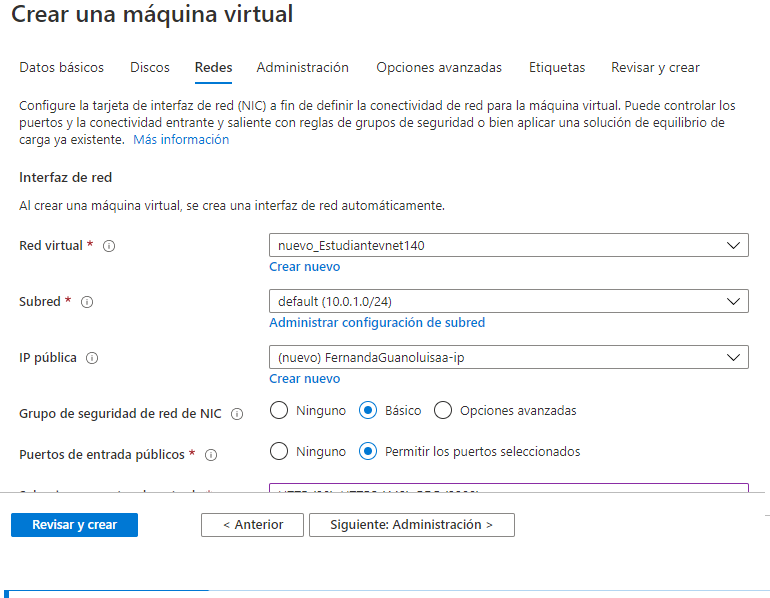 Crear una máquina virtual
Datos básicos Discos Redes Administración Opciones avanzadas Etiquetas Revisar y crear
Configure la tarjeta de interfaz de red (NIC) a fin de definir la conectividad de red para la máquina virtual. Puede controlar los
puertos y la conectividad entrante y saliente con reglas de grupos de seguridad o bien aplicar una solución de equilibrio de
carga ya existente. Más información
Interfaz de red
Al crear una máquina virtual, se crea una interfaz de red automáticamente.
Red virtual * nuevo_Estudiantevnet140
Crear nuevo
Subred * default (10.0.1.0/24)
Administrar configuración de subred
IP pública (nuevo) FernandaGuanoluisaa-ip
Crear nuevo
Grupo de seguridad de red de NIC Ninguno Básico Opciones avanzadas
Puertos de entrada públicos * Ninguno Permitir los puertos seleccionados
Revisar y crear < Anterior Siguiente: Administración >